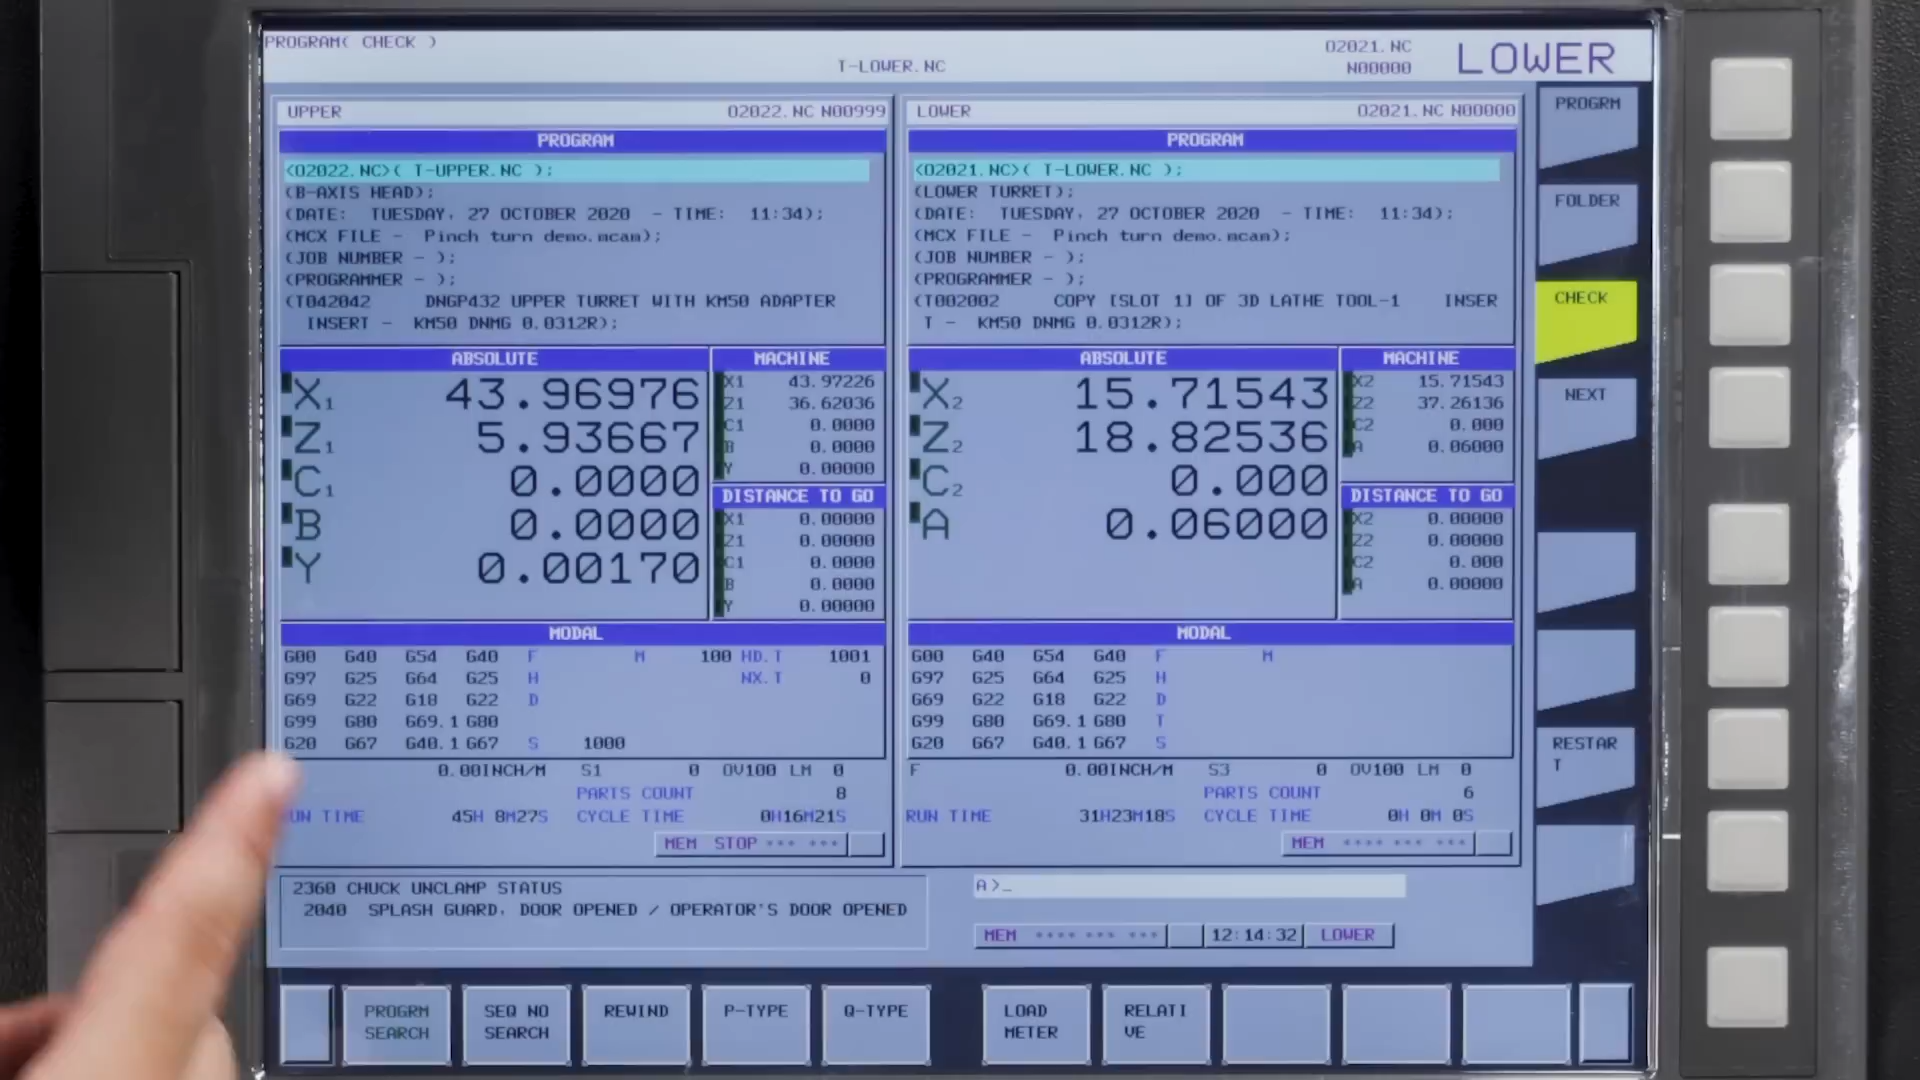 PROGRAM( CHECK )
O2021.NC
N00000
LOWER
T-LOWER.NC
UPPER O2022.NC N00999
PROGRAM
<O2022.NC>( T-UPPER.NC );
(B-AXIS HEAD);
(DATE: TUESDAY, 27 OCTOBER 2020 - TIME: 11:34);
(MCX FILE - Pinch turn demo.mcam);
(JOB NUMBER - );
(PROGRAMMER - );
(T042042 DNGP432 UPPER TURRET WITH KM50 ADAPTER
INSERT - KM50 DNMG 0.0312R);
ABSOLUTE
X1 43.96976
Z1 5.93667
C1 0.0000
B 0.0000
Y 0.00170
MACHINE
X1 43.97226
Z1 36.62036
C1 0.0000
B 0.0000
Y 0.00000
DISTANCE TO GO
X1 0.00000
Z1 0.00000
C1 0.0000
B 0.0000
Y 0.00000
MODAL
G00 G40 G54 G40 F M 100 HD.T 1001
G97 G25 G64 G25 H NX.T 0
G69 G22 G18 G22 D
G99 G80 G69.1 G80
G20 G67 G40.1 G67 S 1000
0.00INCH/M S1 0 OV100 LM 0
PARTS COUNT 8
RUN TIME 45H 8M27S CYCLE TIME 0H16M21S
MEM STOP *** ***
LOWER O2021.NC N00000
PROGRAM
<O2021.NC>( T-LOWER.NC );
(LOWER TURRET);
(DATE: TUESDAY, 27 OCTOBER 2020 - TIME: 11:34);
(MCX FILE - Pinch turn demo.mcam);
(JOB NUMBER - );
(PROGRAMMER - );
(T002002 COPY [SLOT 1] OF 3D LATHE TOOL-1 INSER
T - KM50 DNMG 0.0312R);
ABSOLUTE
X2 15.71543
Z2 18.82536
C2 0.000
A 0.06000
MACHINE
X2 15.71543
Z2 37.26136
C2 0.000
A 0.06000
DISTANCE TO GO
X2 0.00000
Z2 0.00000
C2 0.000
A 0.00000
MODAL
G00 G40 G54 G40 F M
G97 G25 G64 G25 H
G69 G22 G18 G22 D
G99 G80 G69.1 G80 T
G20 G67 G40.1 G67 S
F 0.00INCH/M S3 0 OV100 LM 0
PARTS COUNT 6
RUN TIME 31H23M18S CYCLE TIME 0H 0M 0S
MEM **** *** ***
2360 CHUCK UNCLAMP STATUS
2040 SPLASH GUARD, DOOR OPENED / OPERATOR'S DOOR OPENED
A>_
MEM **** *** *** 12:14:32 LOWER
PROGRM
FOLDER
CHECK
NEXT
RESTAR
T
PROGRM
SEARCH
SEQ NO
SEARCH
REWIND
P-TYPE
Q-TYPE
LOAD
METER
RELATI
VE